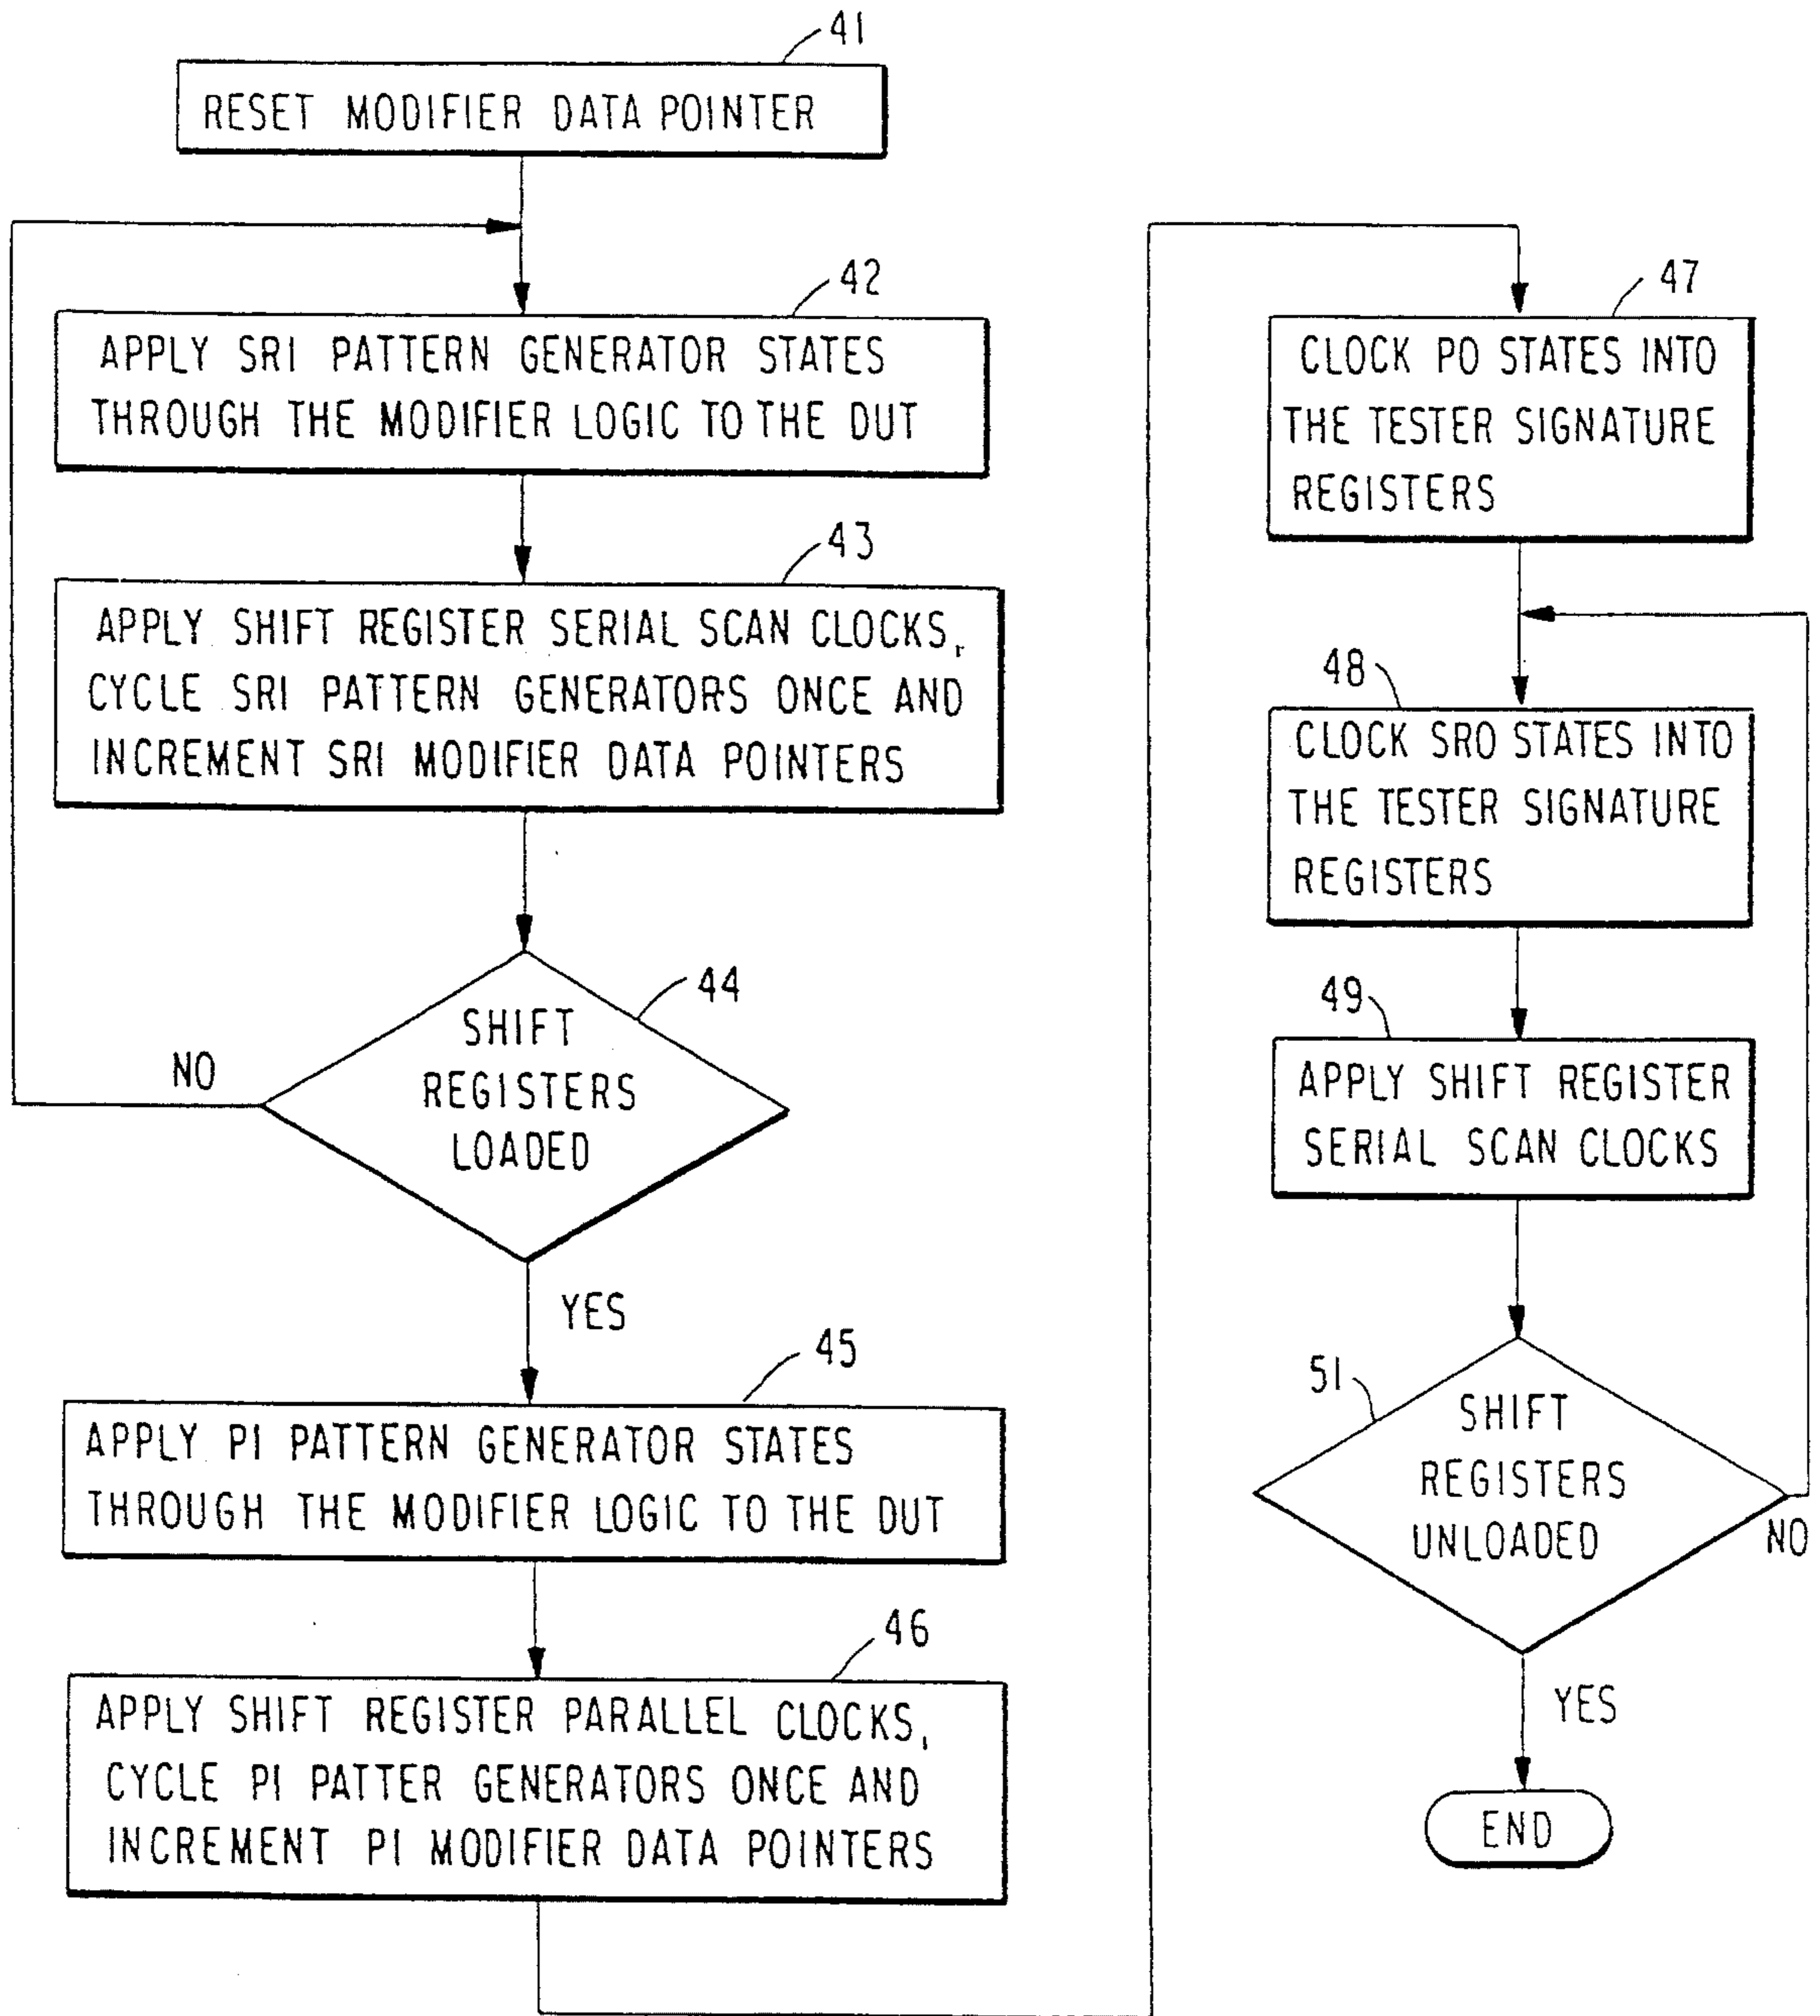 41
RESET MODIFIER DATA POINTER
42
APPLY SRI PATTERN GENERATOR STATES
THROUGH THE MODIFIER LOGIC TO THE DUT
43
APPLY SHIFT REGISTER SERIAL SCAN CLOCKS,
CYCLE SRI PATTERN GENERATORS ONCE AND
INCREMENT SRI MODIFIER DATA POINTERS
44
SHIFT
REGISTERS
LOADED
NO
YES
45
APPLY PI PATTERN GENERATOR STATES
THROUGH THE MODIFIER LOGIC TO THE DUT
46
APPLY SHIFT REGISTER PARALLEL CLOCKS,
CYCLE PI PATTER GENERATORS ONCE AND
INCREMENT PI MODIFIER DATA POINTERS
47
CLOCK PO STATES INTO
THE TESTER SIGNATURE
REGISTERS
48
CLOCK SRO STATES INTO
THE TESTER SIGNATURE
REGISTERS
49
APPLY SHIFT REGISTER
SERIAL SCAN CLOCKS
51
SHIFT
REGISTERS
UNLOADED
NO
YES
END